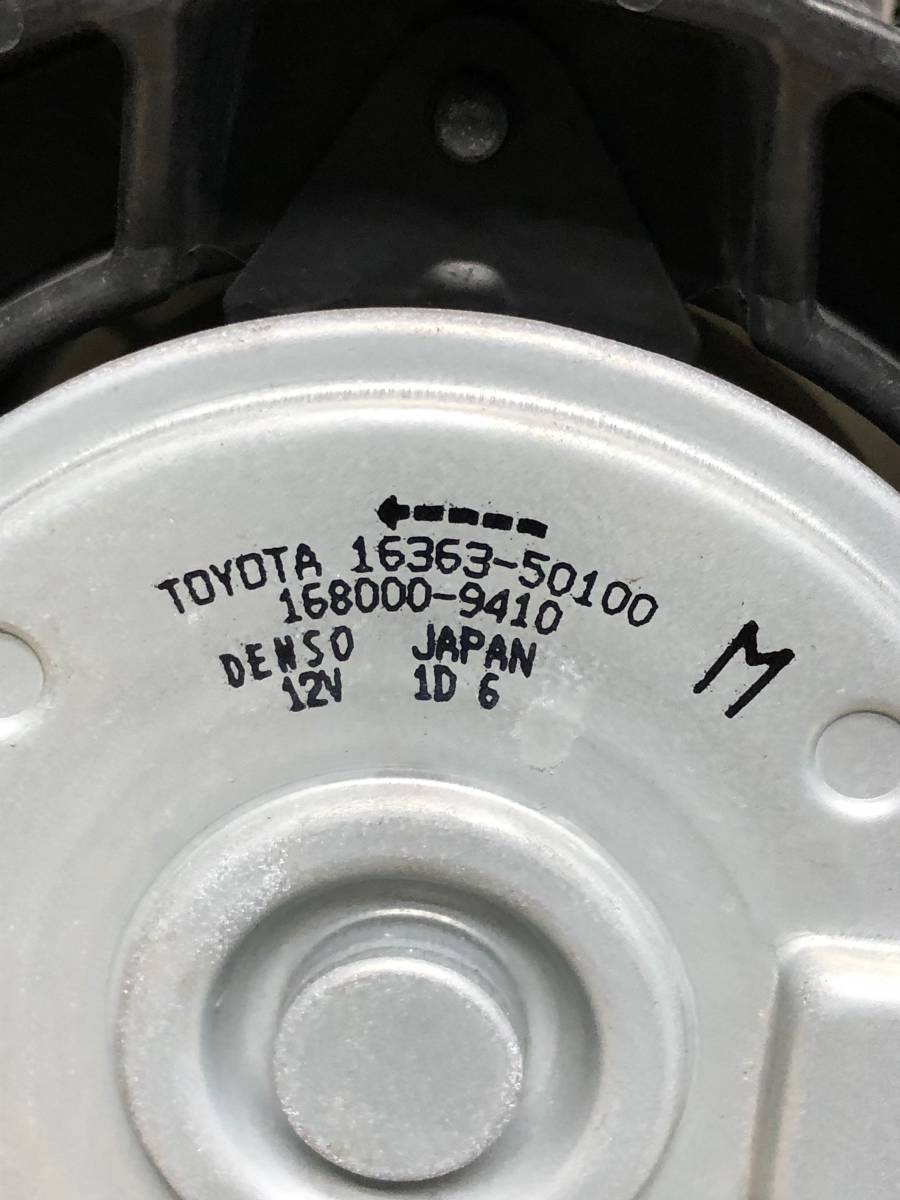 TOYOTA 16363-50100
168000-9410
DENSO JAPAN
12V 1D 6
M